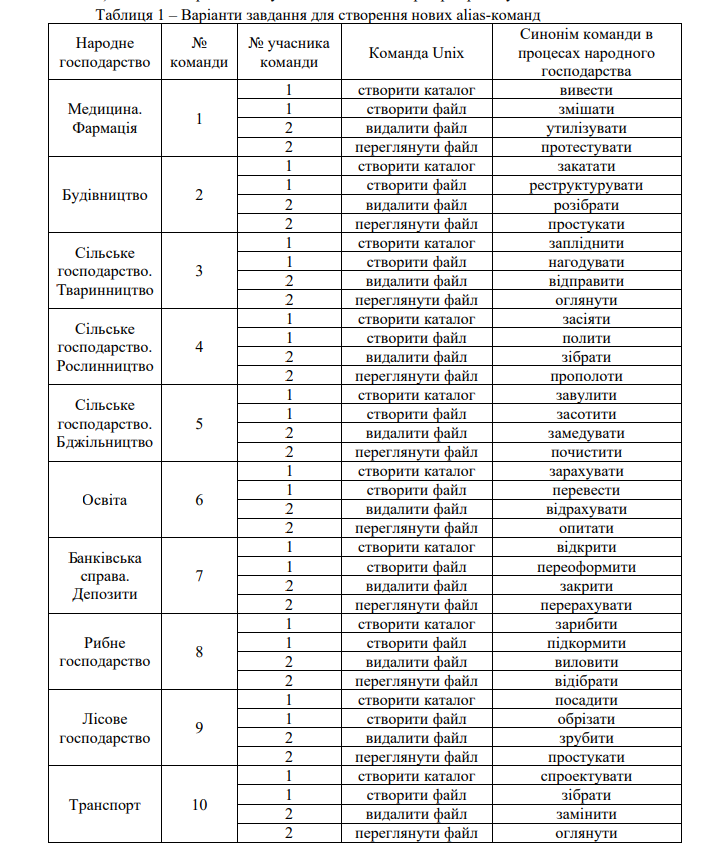 Таблиця 1 – Варіанти завдання для створення нових alias-команд
Народне господарство № команди № учасника команди Команда Unix Синонім команди в процесах народного господарства
Медицина. Фармація 1 1 створити каталог вивести
1 створити файл змішати
2 видалити файл утилізувати
2 переглянути файл протестувати
Будівництво 2 1 створити каталог закатати
1 створити файл реструктурувати
2 видалити файл розібрати
2 переглянути файл простукати
Сільське господарство. Тваринництво 3 1 створити каталог запліднити
1 створити файл нагодувати
2 видалити файл відправити
2 переглянути файл оглянути
Сільське господарство. Рослинництво 4 1 створити каталог засіяти
1 створити файл полити
2 видалити файл зібрати
2 переглянути файл прополоти
Сільське господарство. Бджільництво 5 1 створити каталог завулити
1 створити файл засотити
2 видалити файл замедувати
2 переглянути файл почистити
Освіта 6 1 створити каталог зарахувати
1 створити файл перевести
2 видалити файл відрахувати
2 переглянути файл опитати
Банківська справа. Депозити 7 1 створити каталог відкрити
1 створити файл переоформити
2 видалити файл закрити
2 переглянути файл перерахувати
Рибне господарство 8 1 створити каталог зарибити
1 створити файл підкормити
2 видалити файл виловити
2 переглянути файл відібрати
Лісове господарство 9 1 створити каталог посадити
1 створити файл обрізати
2 видалити файл зрубити
2 переглянути файл простукати
Транспорт 10 1 створити каталог спроектувати
1 створити файл зібрати
2 видалити файл замінити
2 переглянути файл оглянути